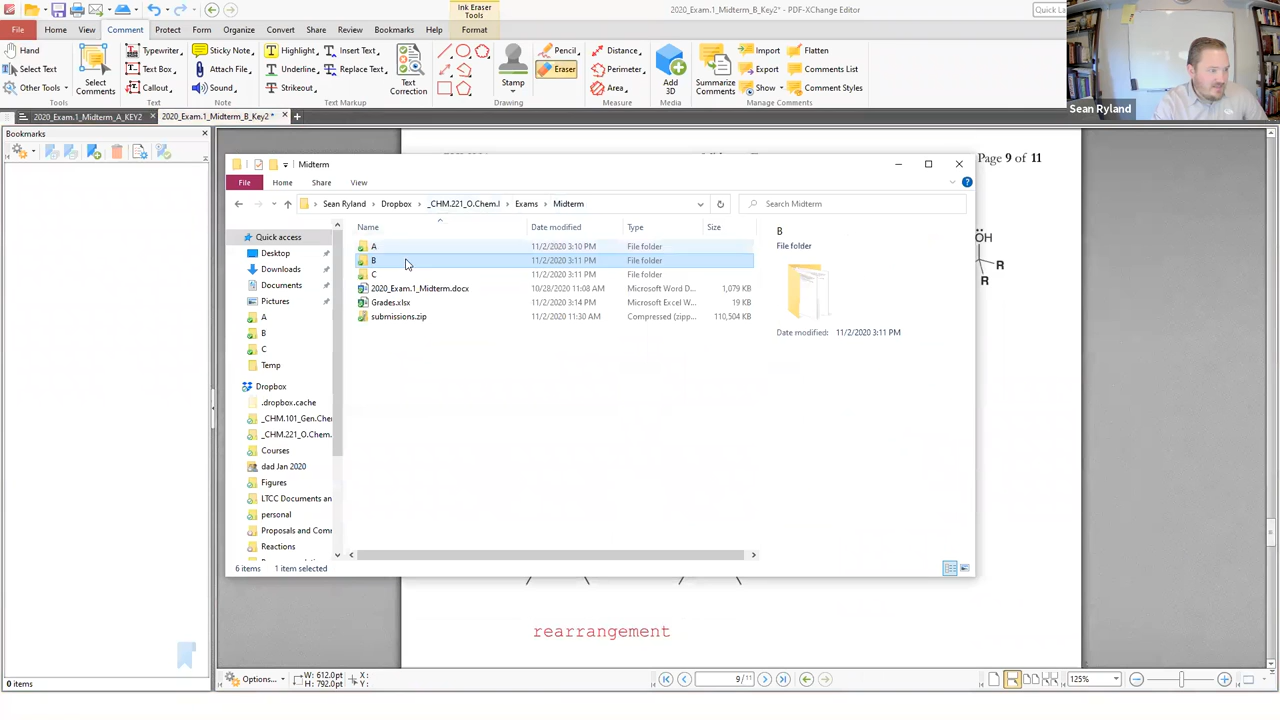 Ink Eraser
Tools
2020_Exam.1_Midterm_B_Key2* - PDF-XChange Editor
Quick La
File Home View Comment Protect Form Organize Convert Share Review Bookmarks Help Format
Hand
Select Text
Other Tools
Select
Comments
Tools
Typewriter
Text Box
Callout
Sticky Note
Attach File
Sound
Note
Highlight
Underline
Strikeout
Insert Text
Replace Text
Text
Correction
Text Markup
Stamp
Pencil
Eraser
Drawing
Distance
Perimeter
Area
Measure
Add
3D
Media
Summarize
Comments
Import
Export
Show
Flatten
Comments List
Comment Styles
Manage Comments
Sean Ryland
2020_Exam.1_Midterm_A_KEY2
2020_Exam.1_Midterm_B_Key2*
Bookmarks
Page 9 of 11
Midterm
File Home Share View
Sean Ryland Dropbox _CHM.221_O.Chem.I Exams Midterm
Search Midterm
Name Date modified Type Size
A 11/2/2020 3:10 PM File folder
B 11/2/2020 3:11 PM File folder
C 11/2/2020 3:11 PM File folder
2020_Exam.1_Midterm.docx 10/28/2020 11:08 AM Microsoft Word D... 1,079 KB
Grades.xlsx 11/2/2020 3:14 PM Microsoft Excel W... 19 KB
submissions.zip 11/2/2020 11:30 AM Compressed (zipp... 110,504 KB
Quick access
Desktop
Downloads
Documents
Pictures
A
B
C
Temp
Dropbox
.dropbox.cache
_CHM.101_Gen.Chem
_CHM.221_O.Chem.
Courses
dad Jan 2020
Figures
LTCC Documents an
personal
Proposals and Comm
Reactions
B
File folder
Date modified: 11/2/2020 3:11 PM
OH
R
R
6 items 1 item selected
rearrangement
0 items
Options...
W: 612.0pt
H: 792.0pt
X:
Y:
9/11
125%